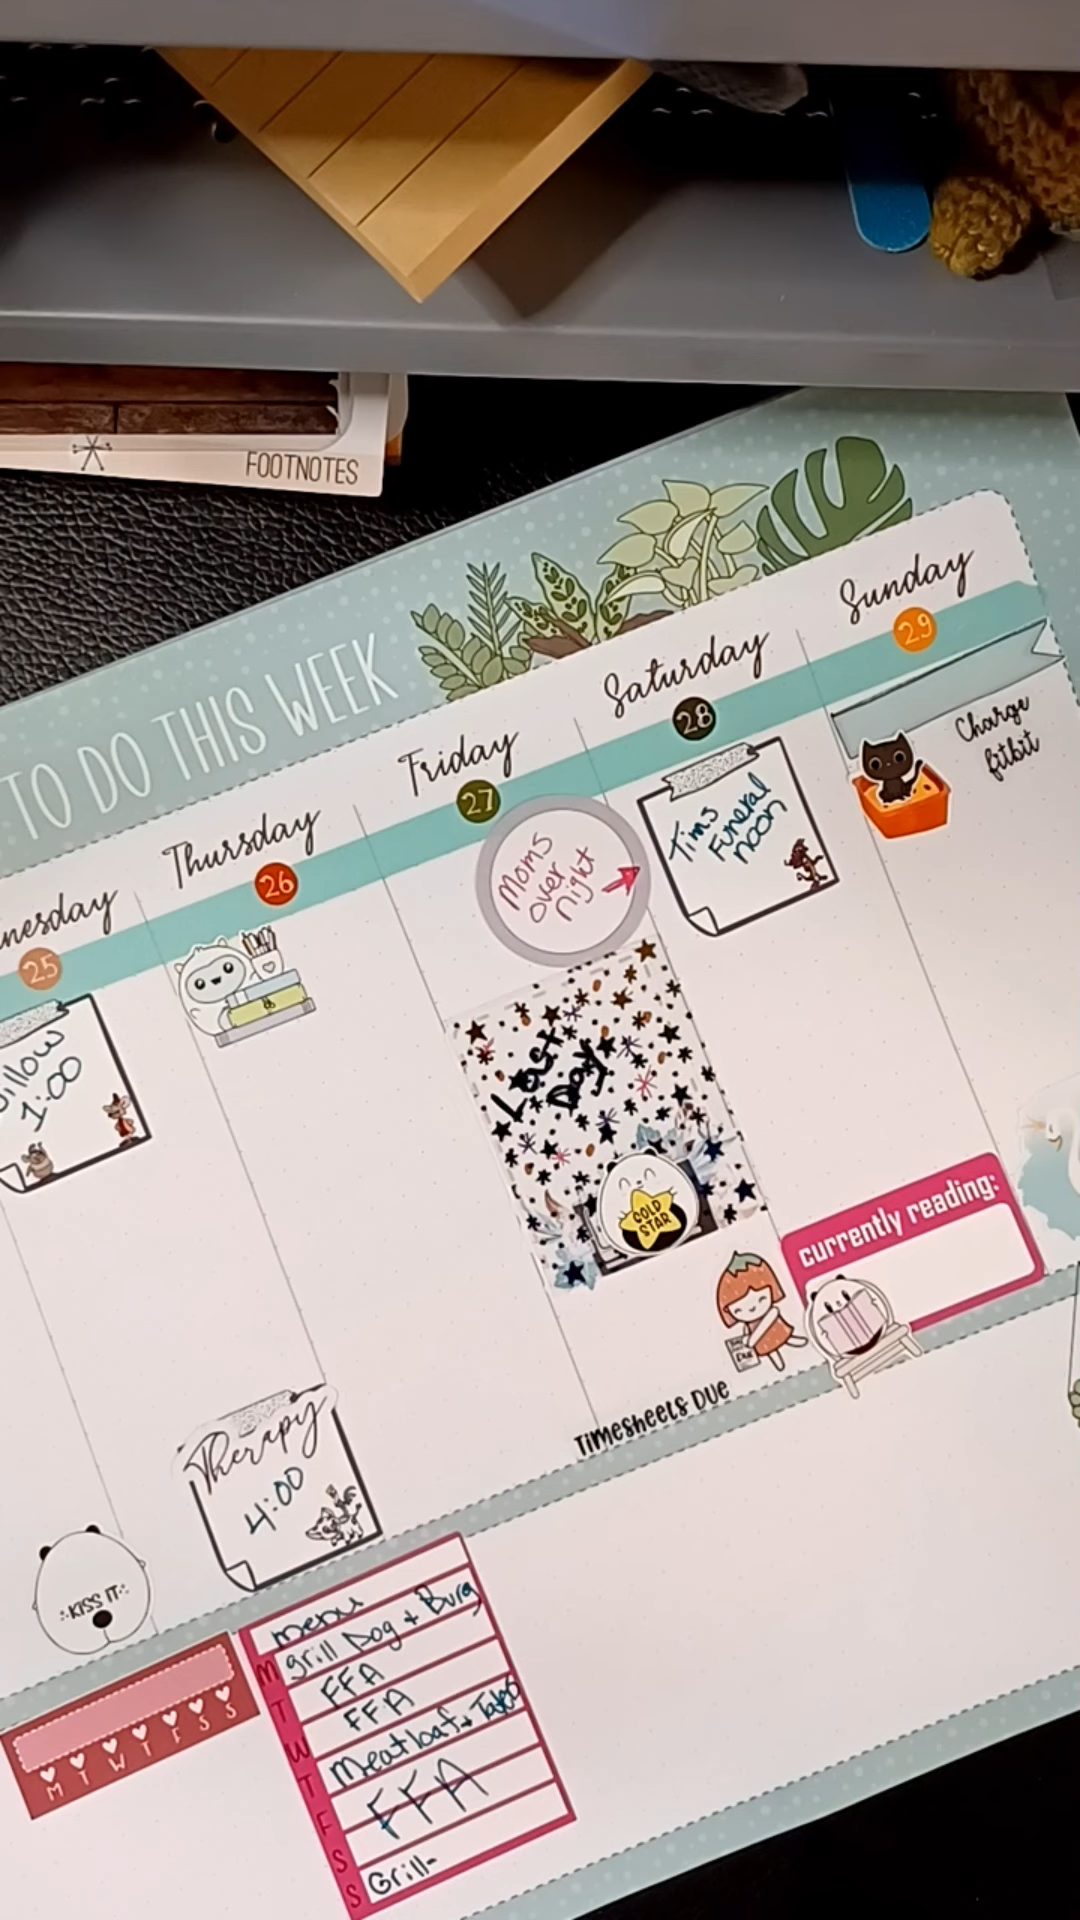 FOOTNOTES
TO DO THIS WEEK
Thursday
Friday
Saturday
Sunday
25
26
27
28
29
1:00
Moms
over
night
Tims
Funeral
noon
Charge
fitbit
Last
Day
GOLD
STAR
currently reading:
TIMESHEETS DUE
Therapy
4:00
KISS IT
M T W T F S S
menu
M grill Dog + Burg
T FFA
W FFA
T meatloaf + Tators
F FFA
S
S Grill-